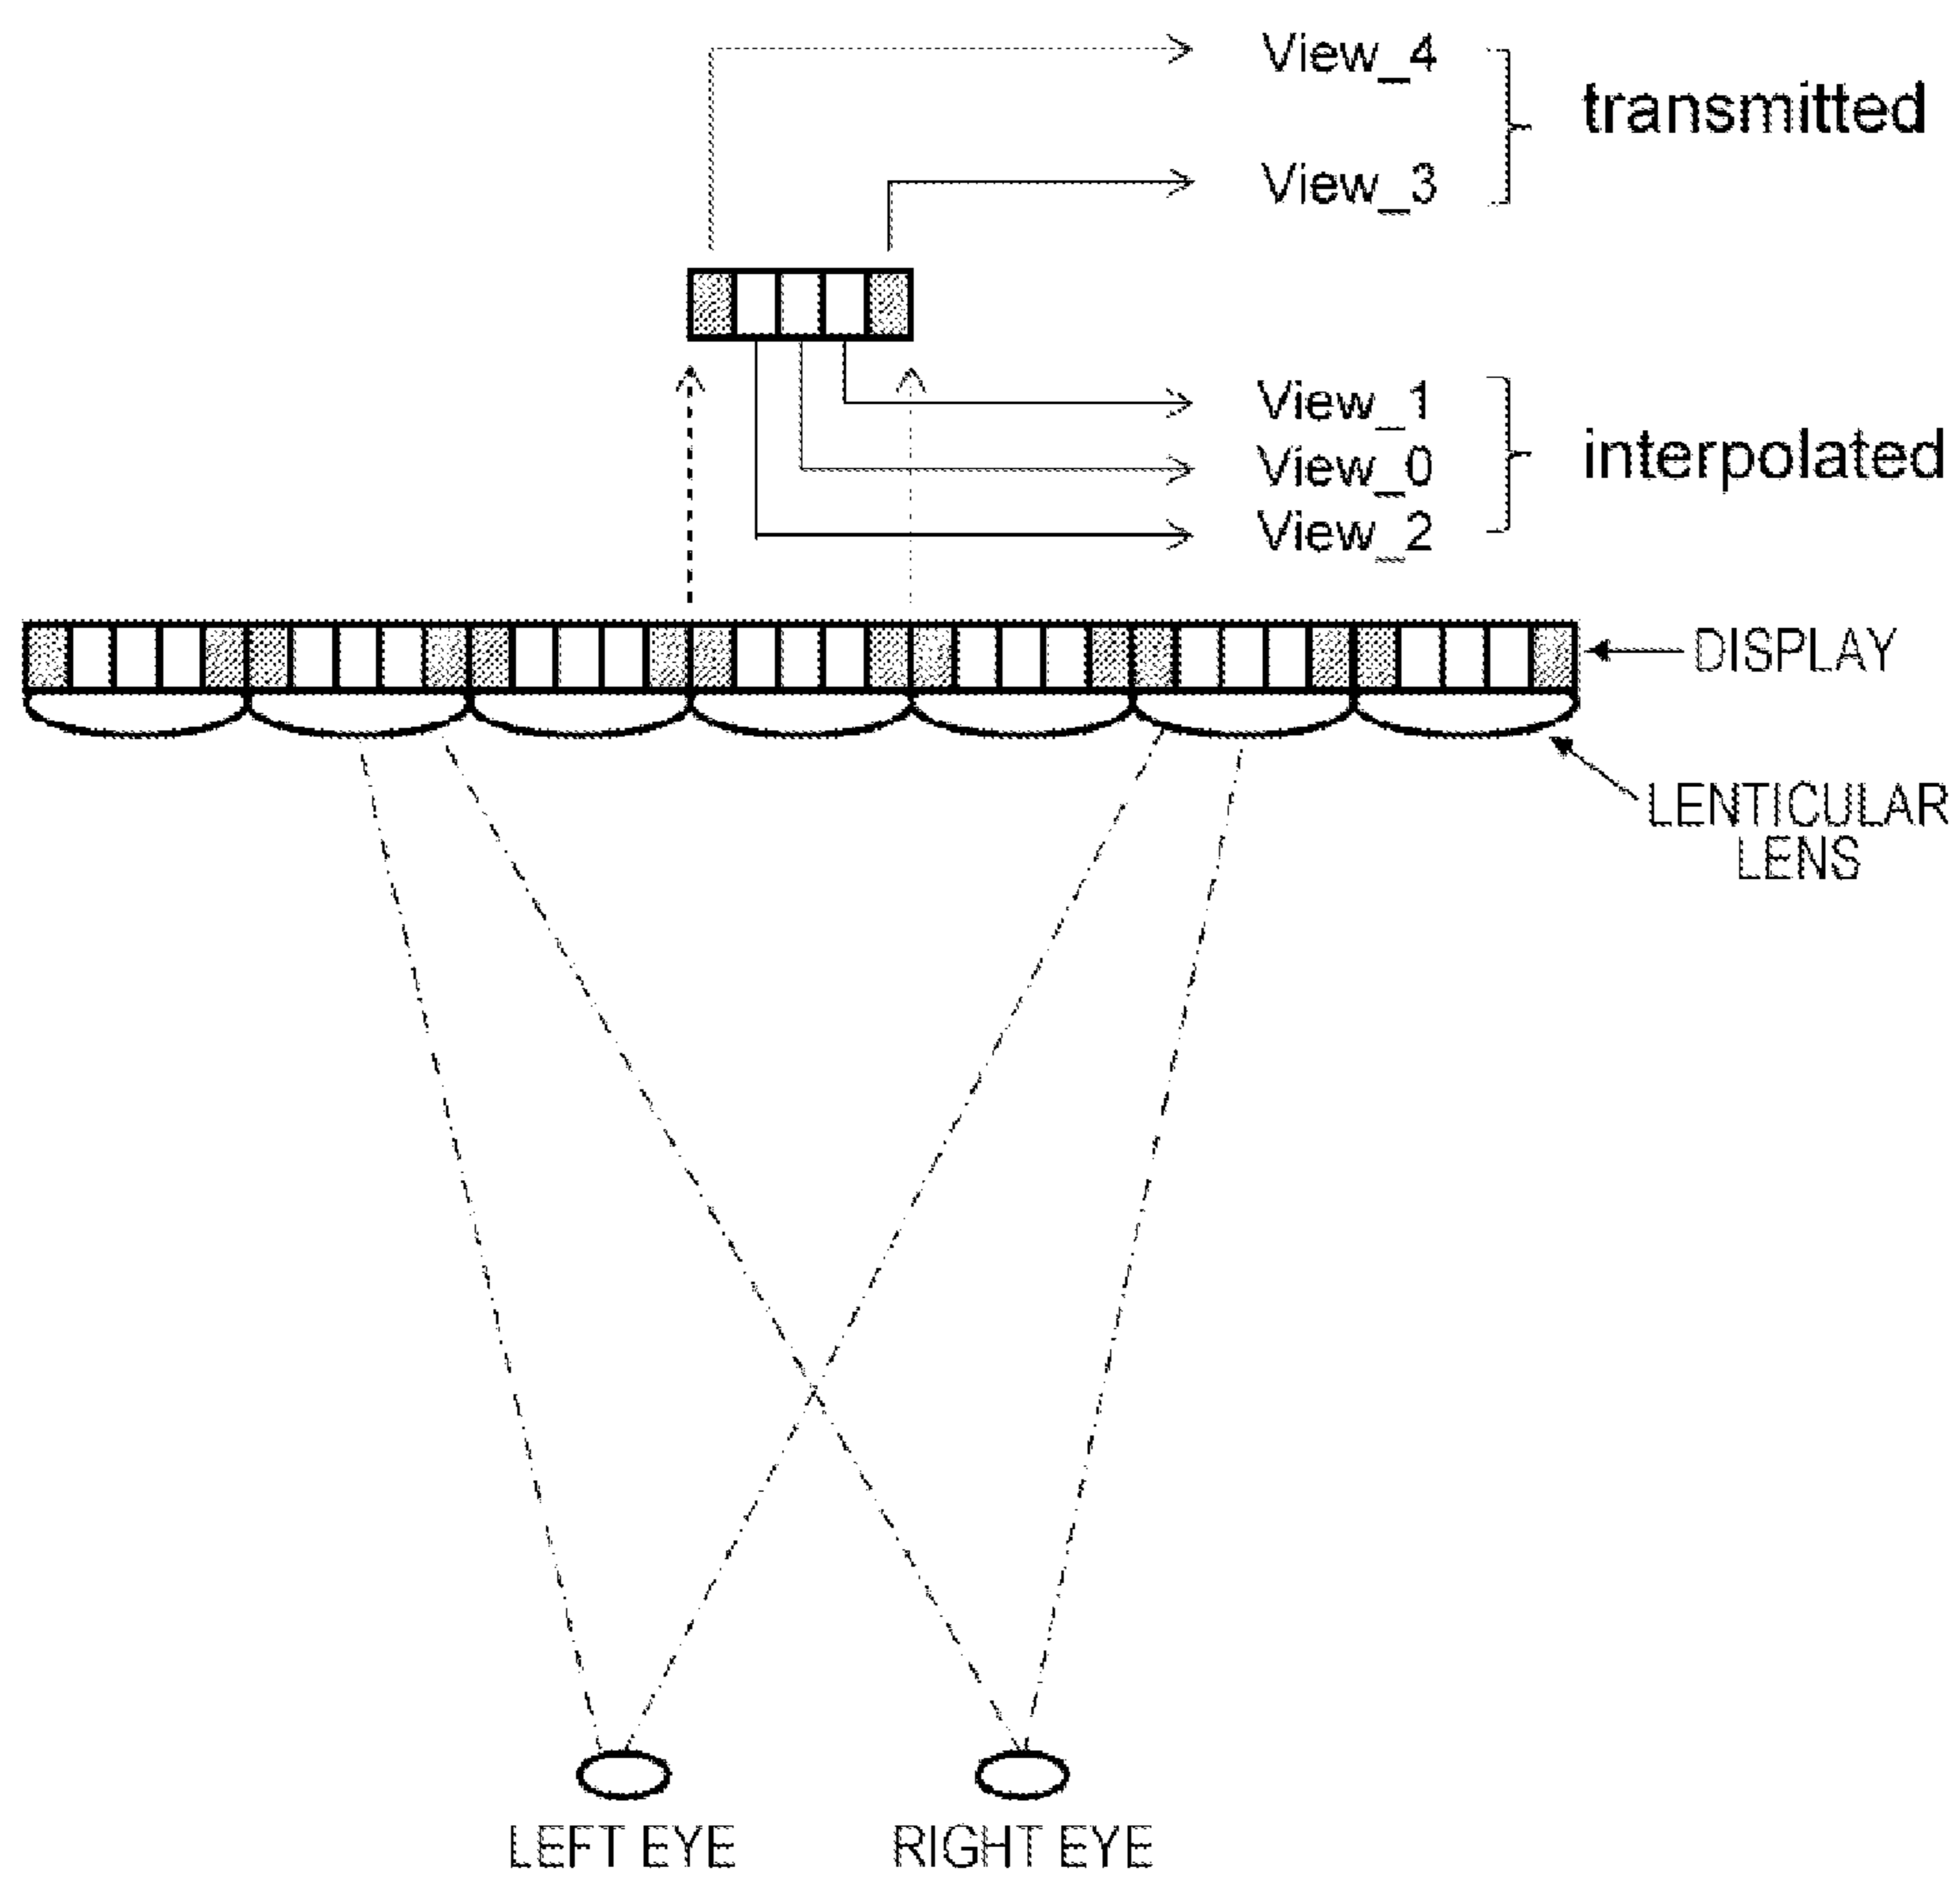 View_4
transmitted
View_3
View_1
View_0
interpolated
View_2
DISPLAY
LENTICULAR
LENS
LEFT EYE
RIGHT EYE